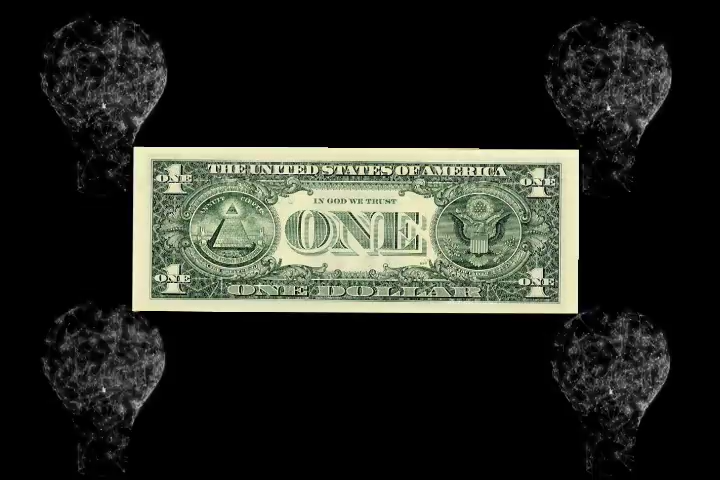 THE UNITED STATES OF AMERICA
1 ONE
ONE 1
IN GOD WE TRUST
ONE
1 ONE
ONE 1
ONE DOLLAR